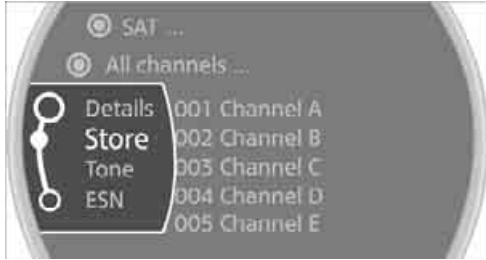 SAT ...
All channels ...
Details 001 Channel A
Store 002 Channel B
Tone 003 Channel C
ESN 004 Channel D
005 Channel E